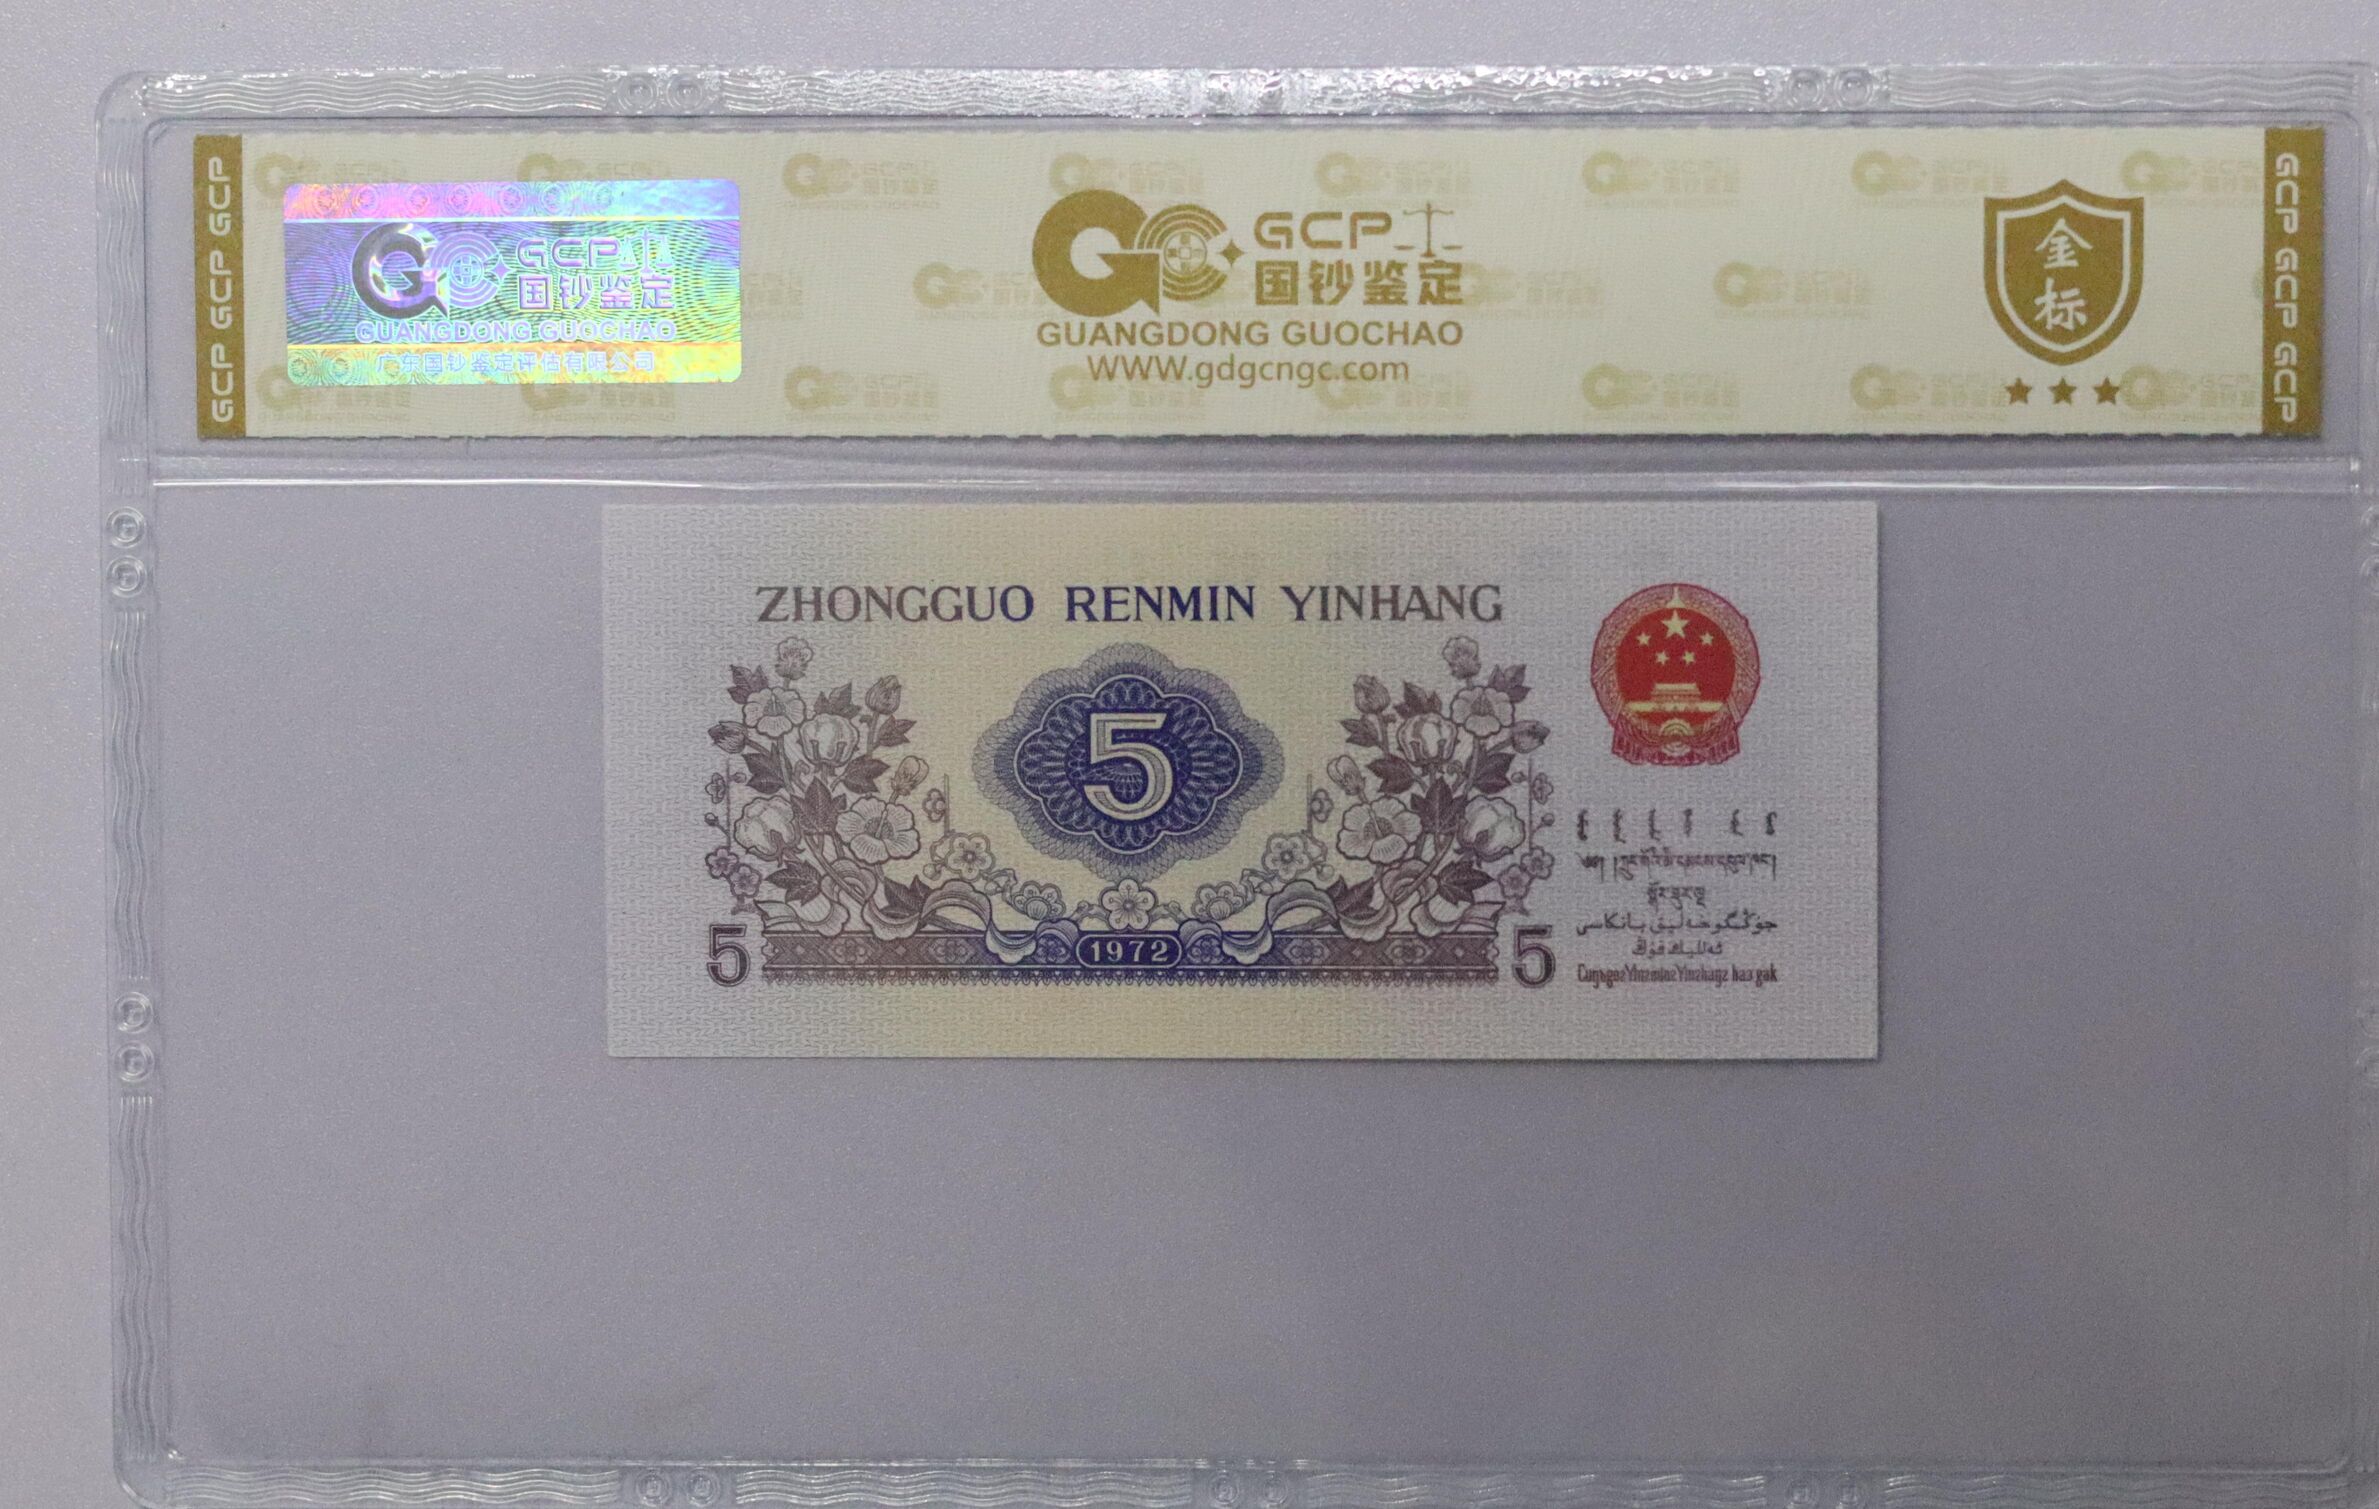 GCP GCP GCP
GCP
国钞鉴定
GUANGDONG GUOCHAO
广东国钞鉴定评估有限公司
GCP
国钞鉴定
GUANGDONG GUOCHAO
WWW.gdgcngc.com
金
标
GCP GCP GCP
ZHONGGUO RENMIN YINHANG
5
1972
5
5